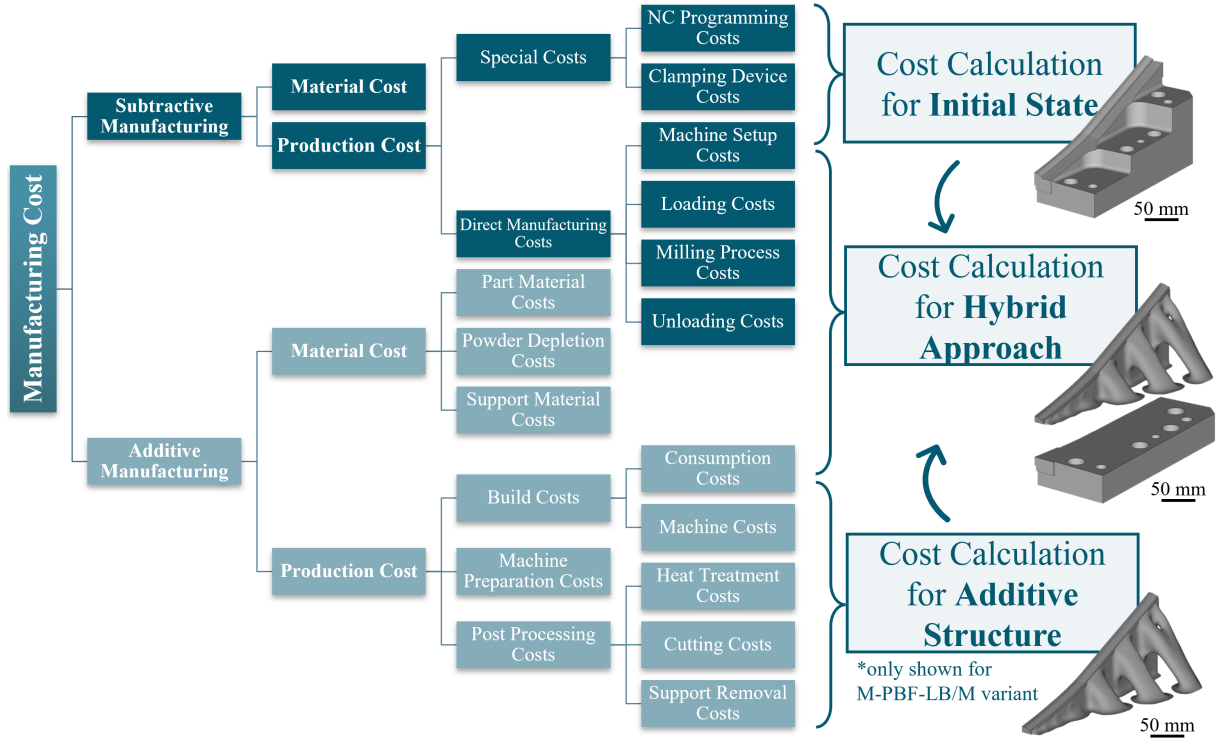 Manufacturing Cost
Subtractive
Manufacturing
Material Cost
Production Cost
Special Costs
NC Programming
Costs
Clamping Device
Costs
Direct Manufacturing
Costs
Machine Setup
Costs
Loading Costs
Milling Process
Costs
Unloading Costs
Additive
Manufacturing
Material Cost
Part Material
Costs
Powder Depletion
Costs
Support Material
Costs
Production Cost
Build Costs
Consumption
Costs
Machine Costs
Machine
Preparation Costs
Post Processing
Costs
Heat Treatment
Costs
Cutting Costs
Support Removal
Costs
Cost Calculation
for Initial State
50 mm
Cost Calculation
for Hybrid
Approach
50 mm
Cost Calculation
for Additive
Structure
*only shown for
M-PBF-LB/M variant
50 mm